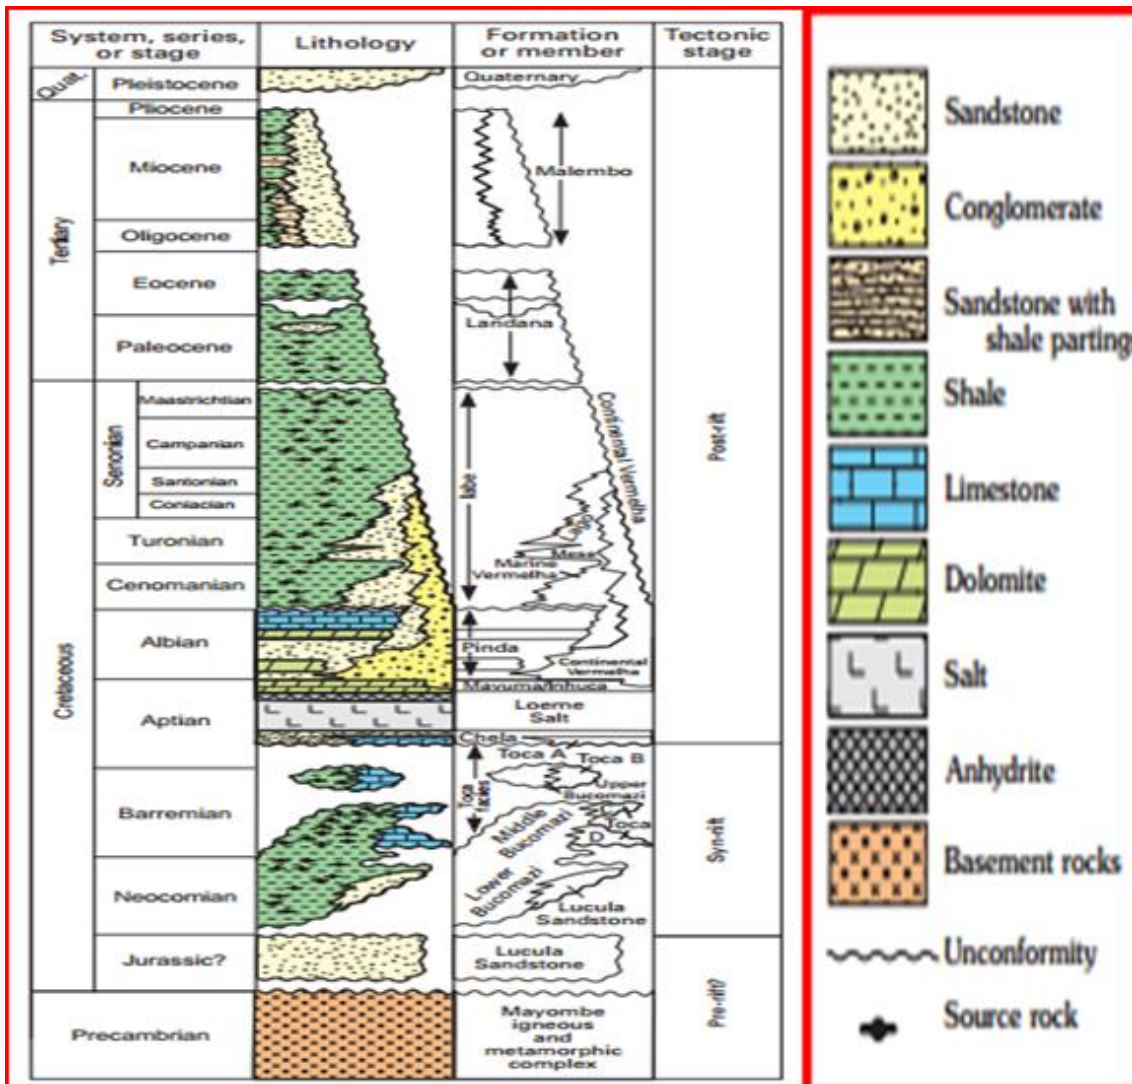 System, series,
or stage
Lithology
Formation
or member
Tectonic
stage
Quat.
Pleistocene
Quaternary
Tertiary
Pliocene
Miocene
Malembo
Oligocene
Eocene
Landana
Paleocene
Cretaceous
Senonian
Maastrichtian
Campanian
Santonian
Coniacian
Turonian
Cenomanian
Iabe
Continental Vermelha
Mesa
Marine
Vermelha
Post-rift
Albian
Pinda
Continental
Vermelha
Mavuma/Inhuca
Aptian
Loeme
Salt
Chela
Toca A
Toca B
Toca
facies
Upper
Bucomazi
Barremian
Middle
Bucomazi
C
Toca
D
Syn-rift
Neocomian
Lower
Bucomazi
Lucula
Sandstone
Jurassic?
Lucula
Sandstone
Pre-rift?
Precambrian
Mayombe
igneous
and
metamorphic
complex
Sandstone
Conglomerate
Sandstone with
shale parting
Shale
Limestone
Dolomite
Salt
Anhydrite
Basement rocks
Unconformity
Source rock